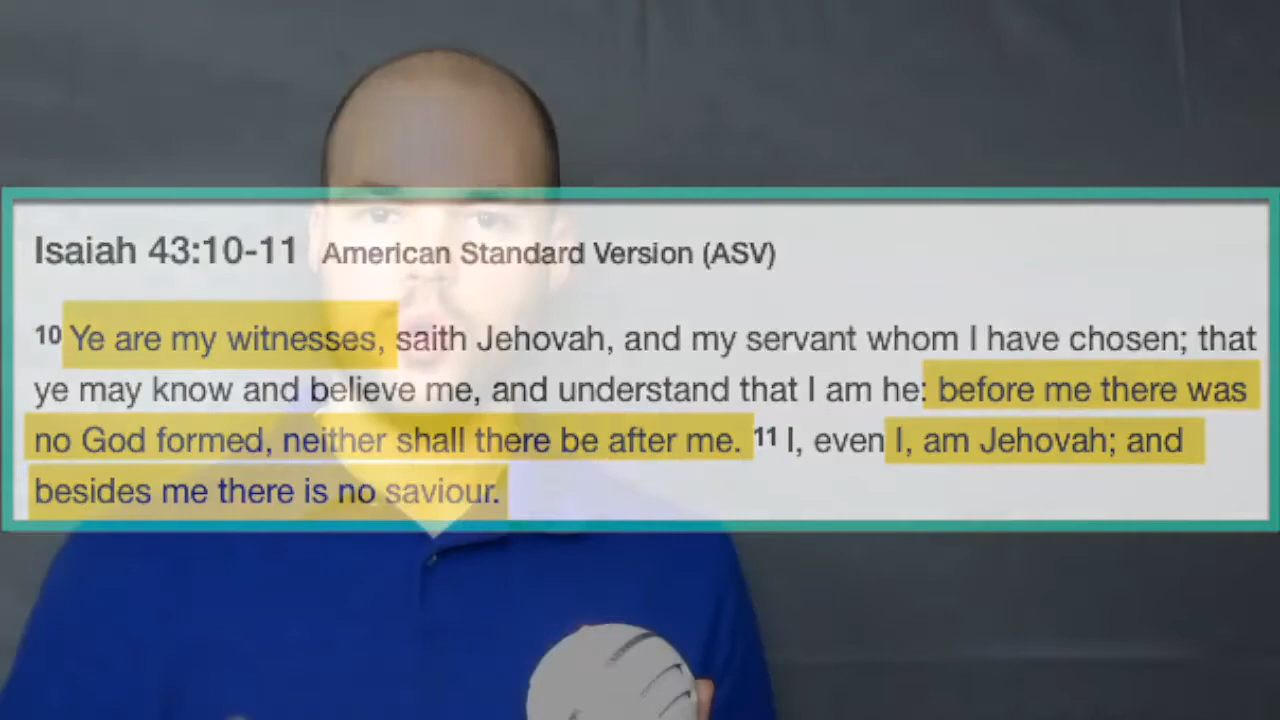 Isaiah 43:10-11 American Standard Version (ASV)
10 Ye are my witnesses, saith Jehovah, and my servant whom I have chosen; that
ye may know and believe me, and understand that I am he: before me there was
no God formed, neither shall there be after me. 11 I, even I, am Jehovah; and
besides me there is no saviour.